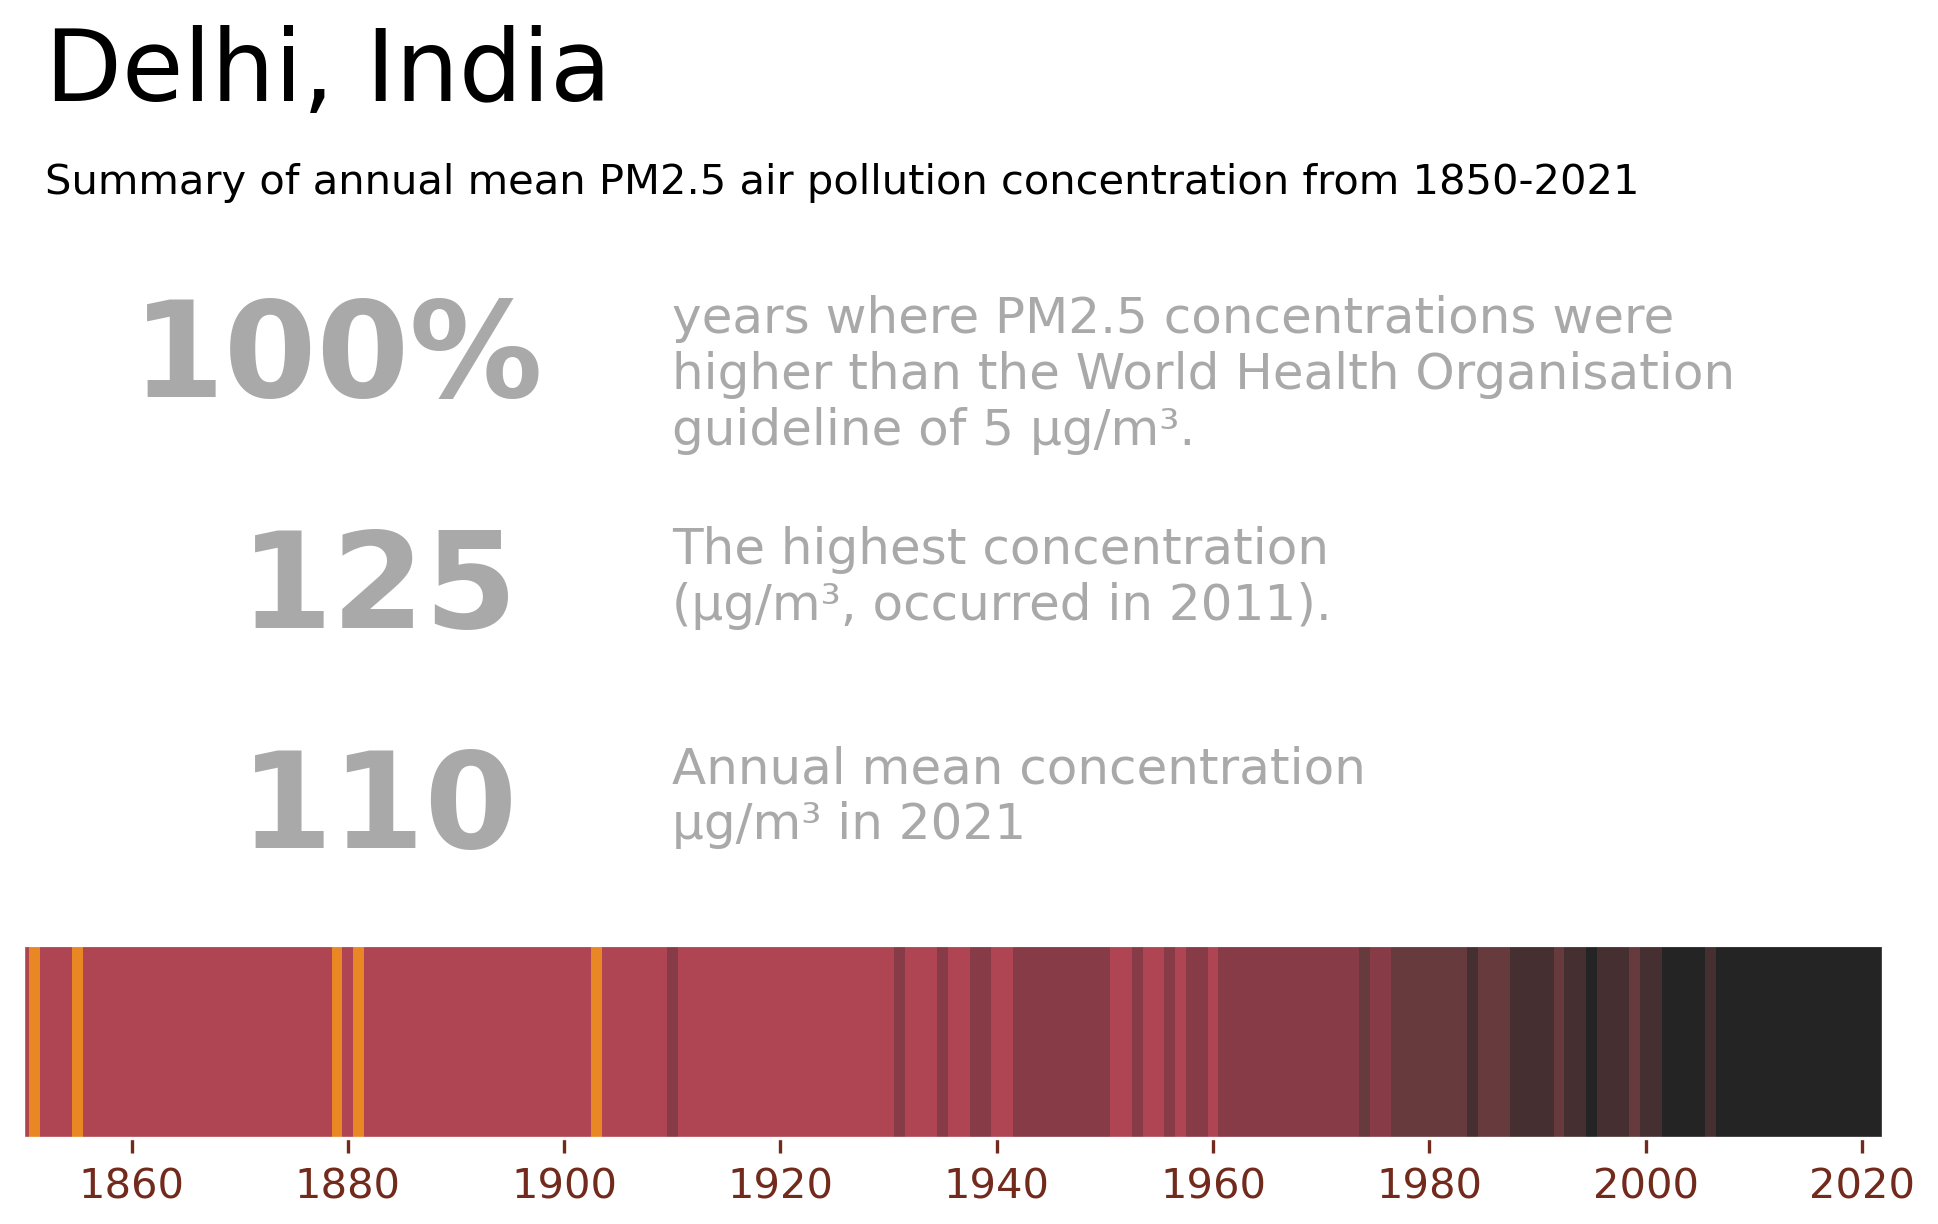 Delhi, India
Summary of annual mean PM2.5 air pollution concentration from 1850-2021
100%
years where PM2.5 concentrations were
higher than the World Health Organisation
guideline of 5 µg/m³.
125
The highest concentration
(µg/m³, occurred in 2011).
110
Annual mean concentration
µg/m³ in 2021
1860 1880 1900 1920 1940 1960 1980 2000 2020